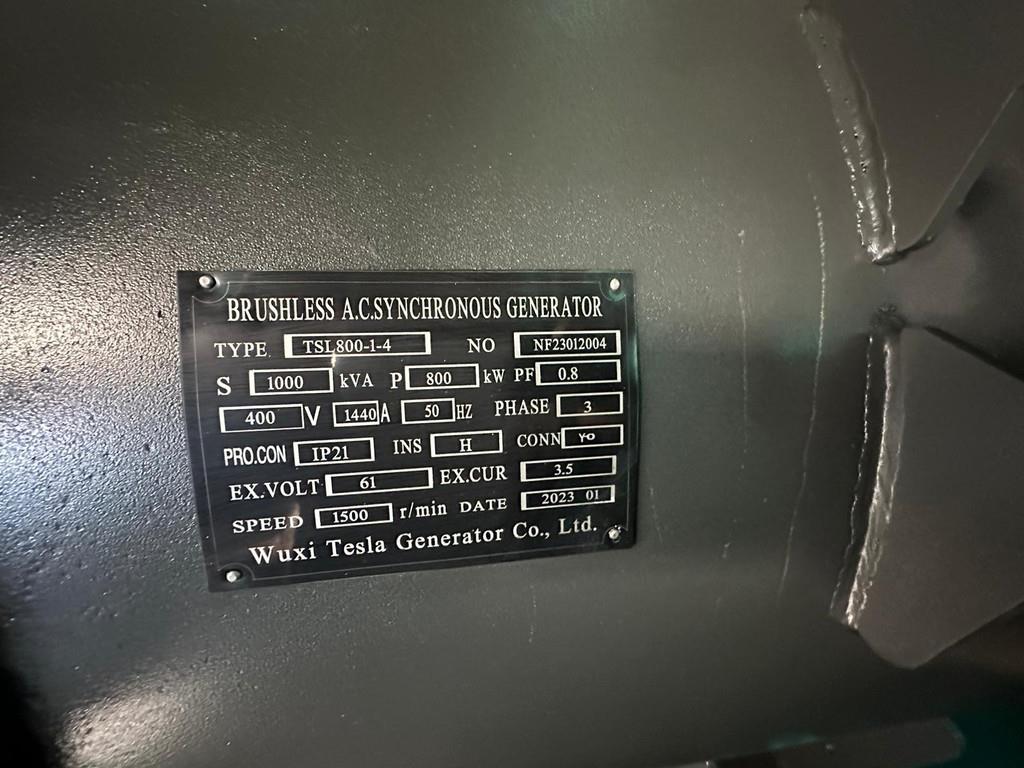 BRUSHLESS A.C.SYNCHRONOUS GENERATOR
TYPE TSL800-1-4 NO NF23012004
S 1000 kVA P 800 kW PF 0.8
400 V 1440 A 50 HZ PHASE 3
PRO.CON IP21 INS H CONN YO
EX.VOLT 61 EX.CUR 3.5
SPEED 1500 r/min DATE 2023 01
Wuxi Tesla Generator Co., Ltd.